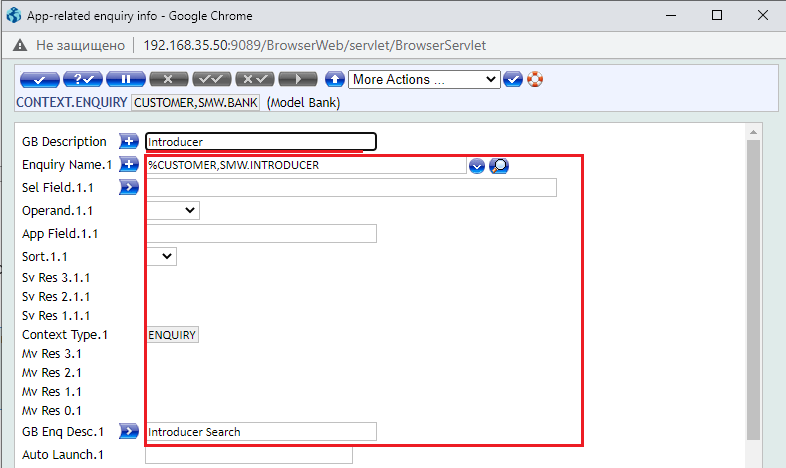 App-related enquiry info - Google Chrome
Не защищено 192.168.35.50:9089/BrowserWeb/servlet/BrowserServlet
More Actions ...
CONTEXT.ENQUIRY CUSTOMER,SMW.BANK (Model Bank)
GB Description Introducer
Enquiry Name.1 %CUSTOMER,SMW.INTRODUCER
Sel Field.1.1
Operand.1.1
App Field.1.1
Sort.1.1
Sv Res 3.1.1
Sv Res 2.1.1
Sv Res 1.1.1
Context Type.1 ENQUIRY
Mv Res 3.1
Mv Res 2.1
Mv Res 1.1
Mv Res 0.1
GB Enq Desc.1 Introducer Search
Auto Launch.1